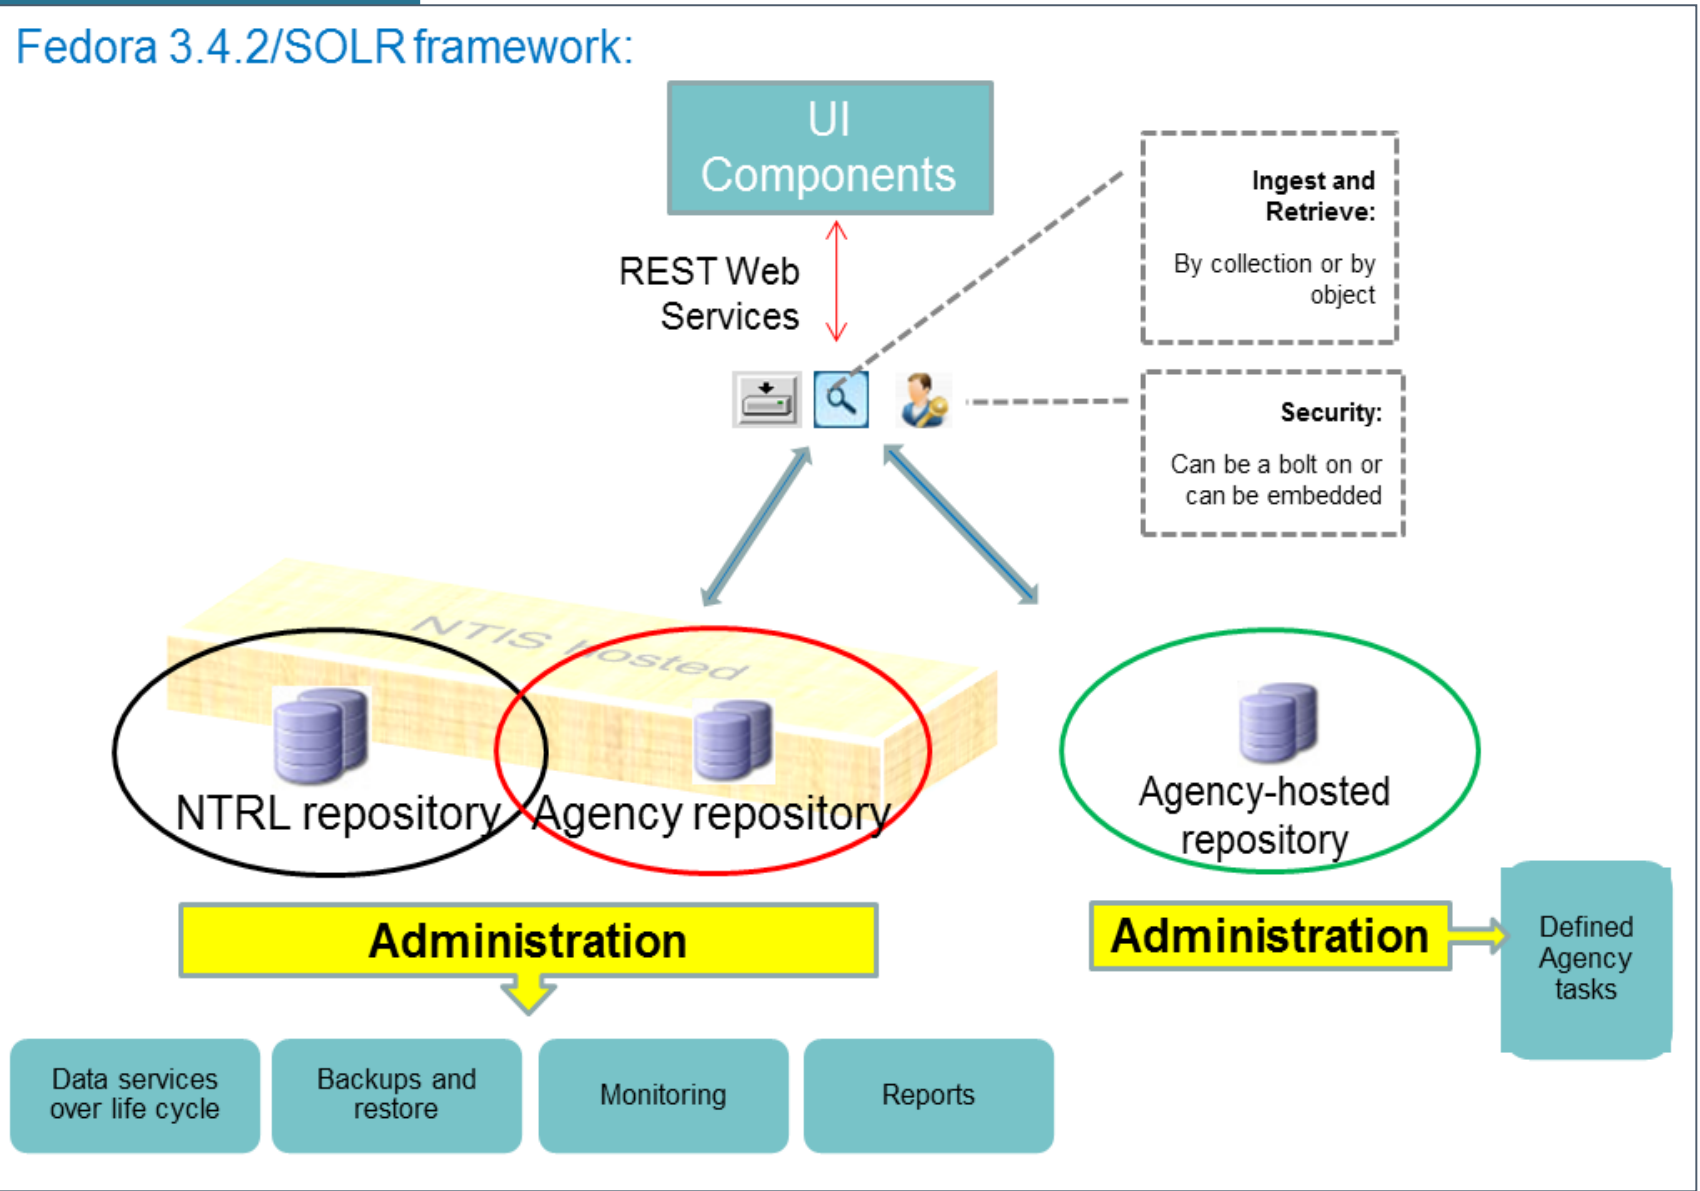 Fedora 3.4.2/SOLR framework:
UI
Components
REST Web
Services
Ingest and
Retrieve:
By collection or by
object
Security:
Can be a bolt on or
can be embedded
NTIS Hosted
NTRL repository
Agency repository
Agency-hosted
repository
Administration
Administration
Defined
Agency
tasks
Data services
over life cycle
Backups and
restore
Monitoring
Reports